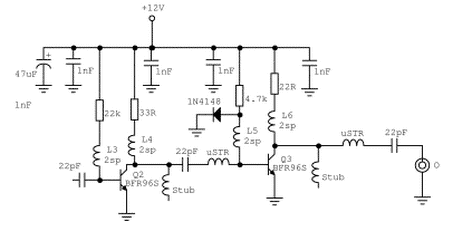 +12V
+
47uF
1nF
1nF
1nF
1nF
1nF
22k
33R
1N4148
4.7k
22R
L3
2sp
L4
2sp
L5
2sp
L6
2sp
22pF
Q2
BFR96S
22pF
uSTR
Stub
Q3
BFR96S
Stub
uSTR
22pF
O